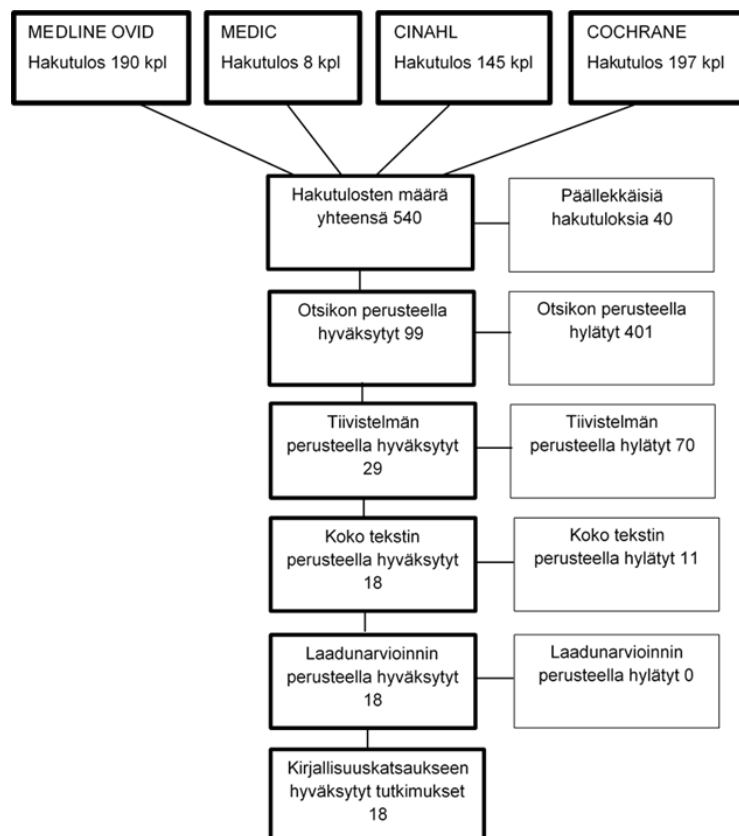 MEDLINE OVID
Hakutulos 190 kpl
MEDIC
Hakutulos 8 kpl
CINAHL
Hakutulos 145 kpl
COCHRANE
Hakutulos 197 kpl
Hakutulosten määrä
yhteensä 540
Päällekkäisiä
hakutuloksia 40
Otsikon perusteella
hyväksytyt 99
Otsikon perusteella
hylätyt 401
Tiivistelmän
perusteella hyväksytyt
29
Tiivistelmän
perusteella hylätyt 70
Koko tekstin
perusteella hyväksytyt
18
Koko tekstin
perusteella hylätyt 11
Laadunarvioinnin
perusteella hyväksytyt
18
Laadunarvioinnin
perusteella hylätyt 0
Kirjallisuuskatsaukseen
hyväksytyt tutkimukset
18